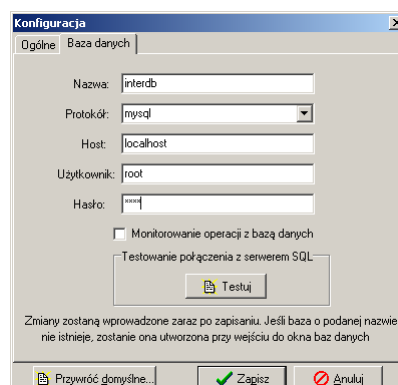 Konfiguracja
Ogólne Baza danych
Nazwa: interdb
Protokół: mysql
Host: localhost
Użytkownik: root
Hasło: ****
Monitorowanie operacji z bazą danych
Testowanie połączenia z serwerem SQL
Testuj
Zmiany zostaną wprowadzone zaraz po zapisaniu. Jeśli baza o podanej nazwie
nie istnieje, zostanie ona utworzona przy wejściu do okna baz danych
Przywróć domyślne... Zapisz Anuluj